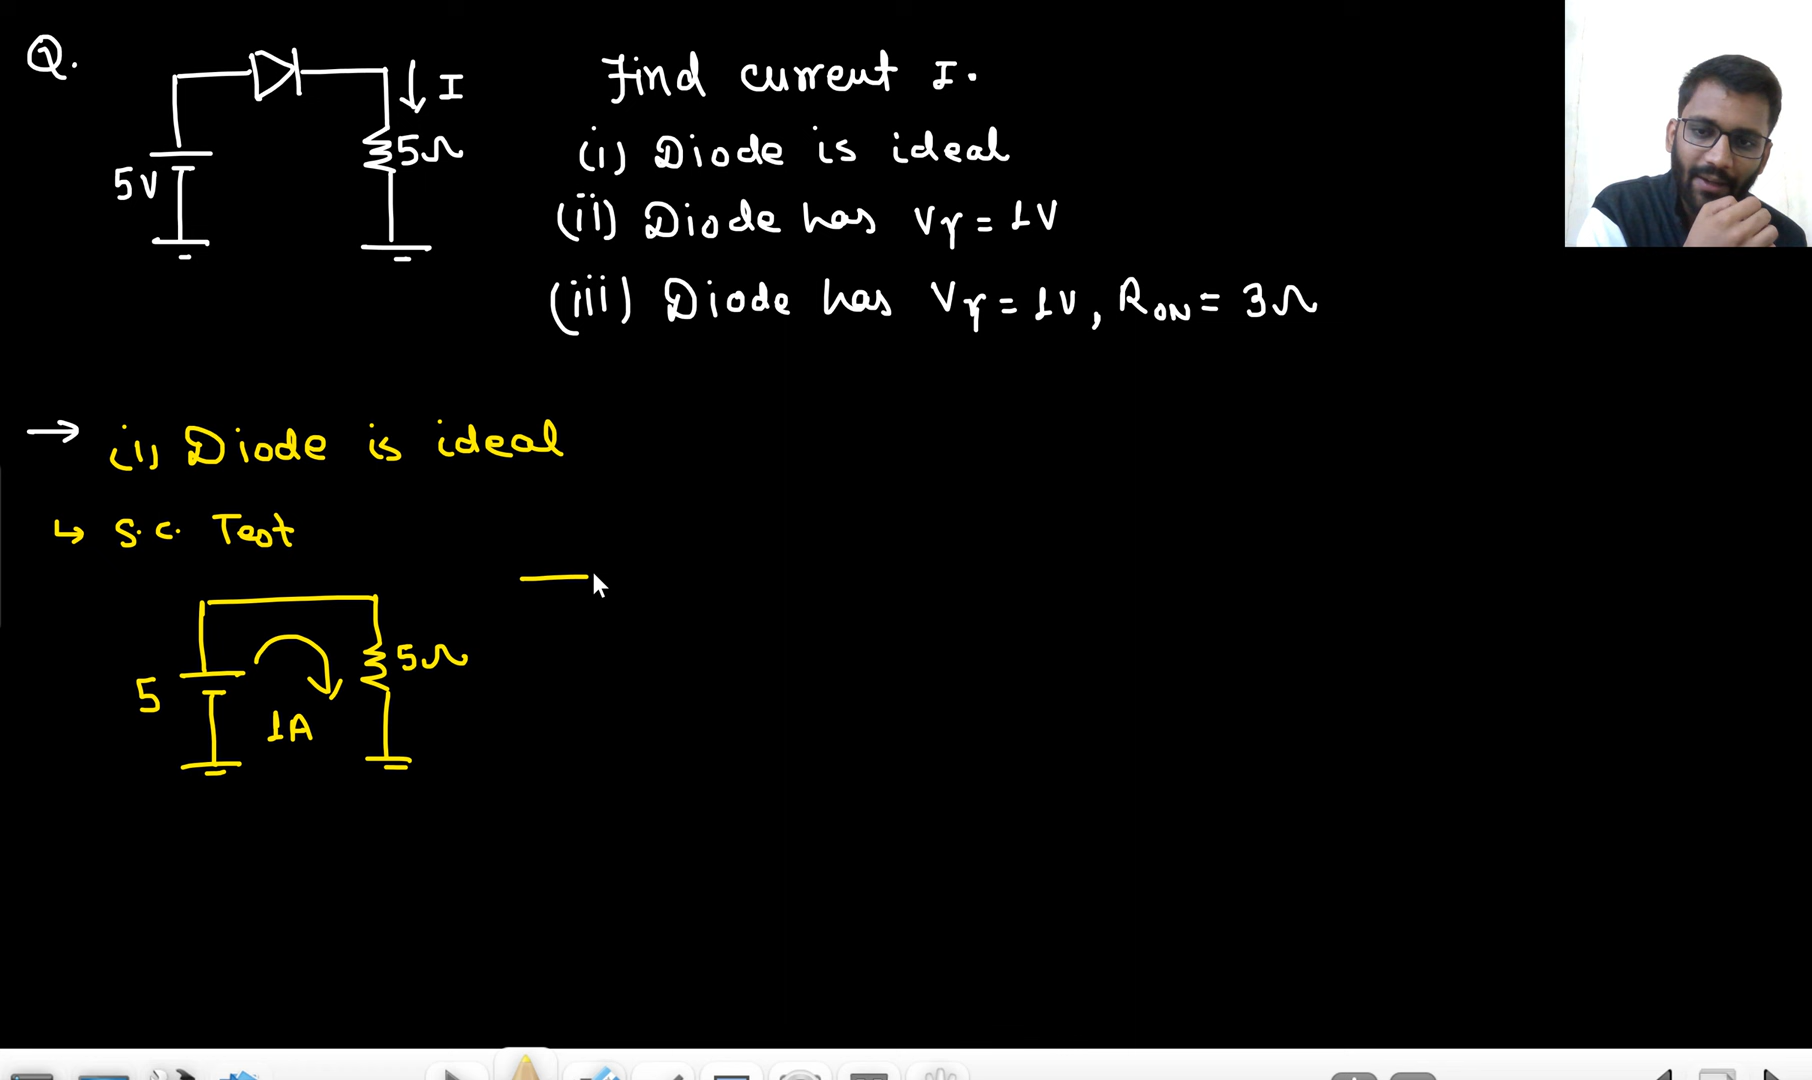 Q.
Find current I.
I
5V
5Ω
(i) Diode is ideal
(ii) Diode has Vγ = 1V
(iii) Diode has Vγ = 1V, RON = 3Ω
→ (i) Diode is ideal
↳ S.C. Test
5
1A
5Ω